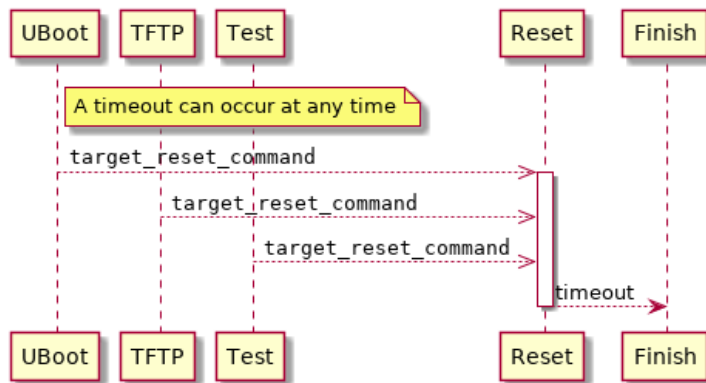 UBoot TFTP Test Reset Finish
A timeout can occur at any time
target_reset_command
target_reset_command
target_reset_command
timeout
UBoot TFTP Test Reset Finish